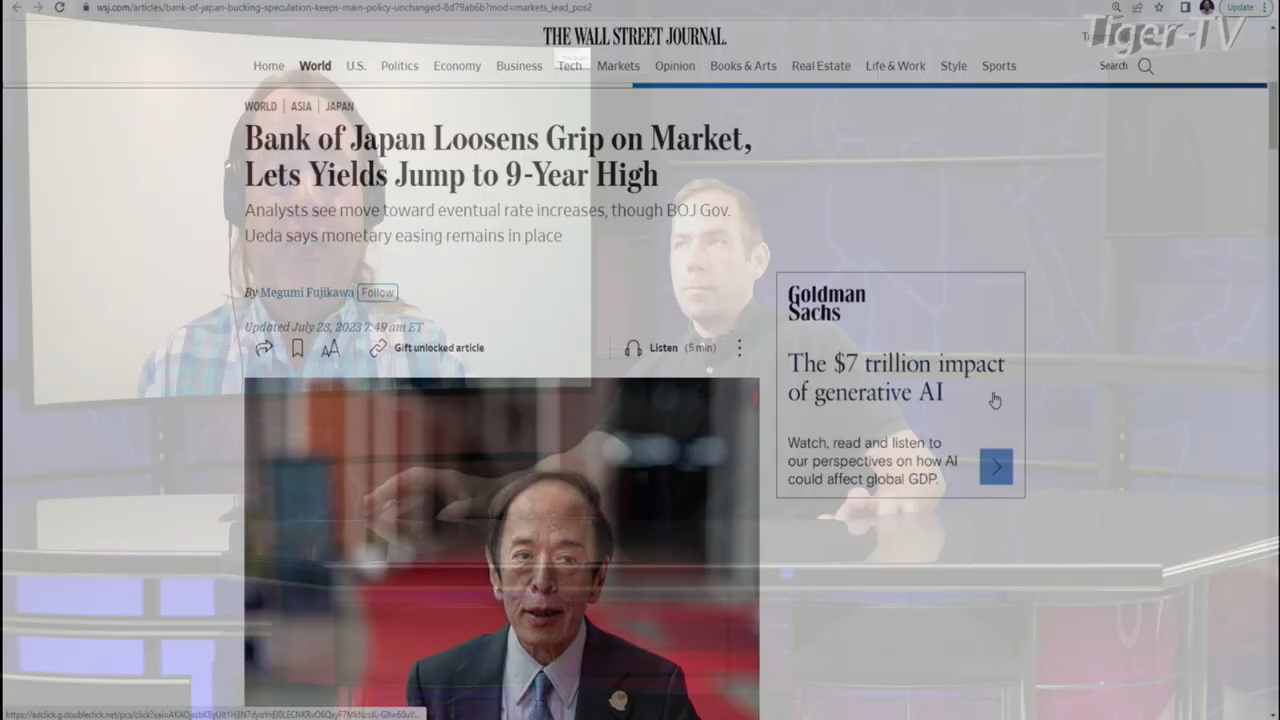 wsj.com/articles/bank-of-japan-bucking-speculation-keeps-main-policy-unchanged-8d79ab6b?mod=markets_lead_pos2
Update
THE WALL STREET JOURNAL.
Tiger-TV
Home World U.S. Politics Economy Business Tech Markets Opinion Books & Arts Real Estate Life & Work Style Sports Search
WORLD | ASIA | JAPAN
Bank of Japan Loosens Grip on Market,
Lets Yields Jump to 9-Year High
Analysts see move toward eventual rate increases, though BOJ Gov.
Ueda says monetary easing remains in place
By Megumi Fujikawa Follow
Updated July 28, 2023 7:49 am ET
AA Gift unlocked article Listen (5 min)
Goldman
Sachs
The $7 trillion impact
of generative AI
Watch, read and listen to
our perspectives on how AI
could affect global GDP.